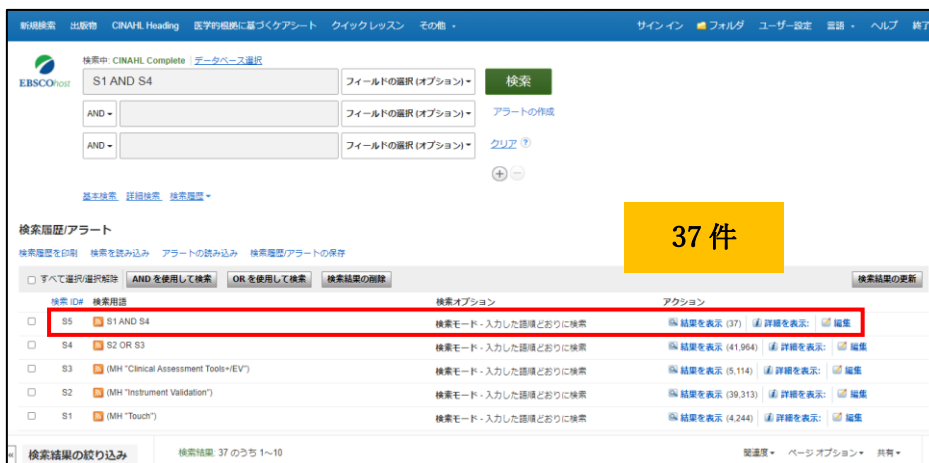 新規検索 出版物 CINAHL Heading 医学的根拠に基づくケアシート クイック レッスン その他 サイン イン フォルダ ユーザー設定 言語 ヘルプ 終了
検索中: CINAHL Complete データベース選択
EBSCOhost S1 AND S4 フィールドの選択 (オプション) 検索
AND フィールドの選択 (オプション) アラートの作成
AND フィールドの選択 (オプション) クリア ?
基本検索 詳細検索 検索履歴
検索履歴/アラート
37 件
検索履歴を印刷 検索を読み込み アラートの読み込み 検索履歴/アラートの保存
すべて選択/選択解除 AND を使用して検索 OR を使用して検索 検索結果の削除 検索結果の更新
検索 ID# 検索用語 検索オプション アクション
S5 S1 AND S4 検索モード - 入力した語順どおりに検索 結果を表示 (37) 詳細を表示: 編集
S4 S2 OR S3 検索モード - 入力した語順どおりに検索 結果を表示 (41,964) 詳細を表示: 編集
S3 (MH "Clinical Assessment Tools+/EV") 検索モード - 入力した語順どおりに検索 結果を表示 (5,114) 詳細を表示: 編集
S2 (MH "Instrument Validation") 検索モード - 入力した語順どおりに検索 結果を表示 (39,313) 詳細を表示: 編集
S1 (MH "Touch") 検索モード - 入力した語順どおりに検索 結果を表示 (4,244) 詳細を表示: 編集
« 検索結果の絞り込み 検索結果: 37 のうち 1～10 関連度 ページ オプション 共有